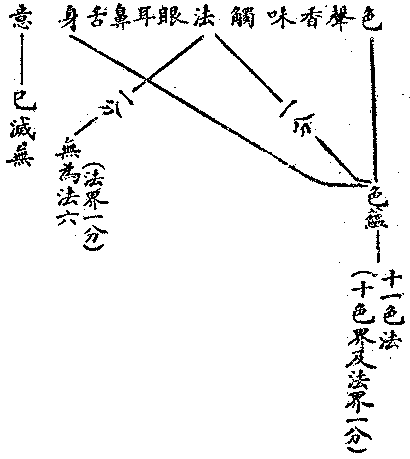 色聲香味觸法眼耳鼻舌身 意
一分
一分
色蘊
十一色法
(十色界及法界一分)
(法界一分)
無為法六
已滅無